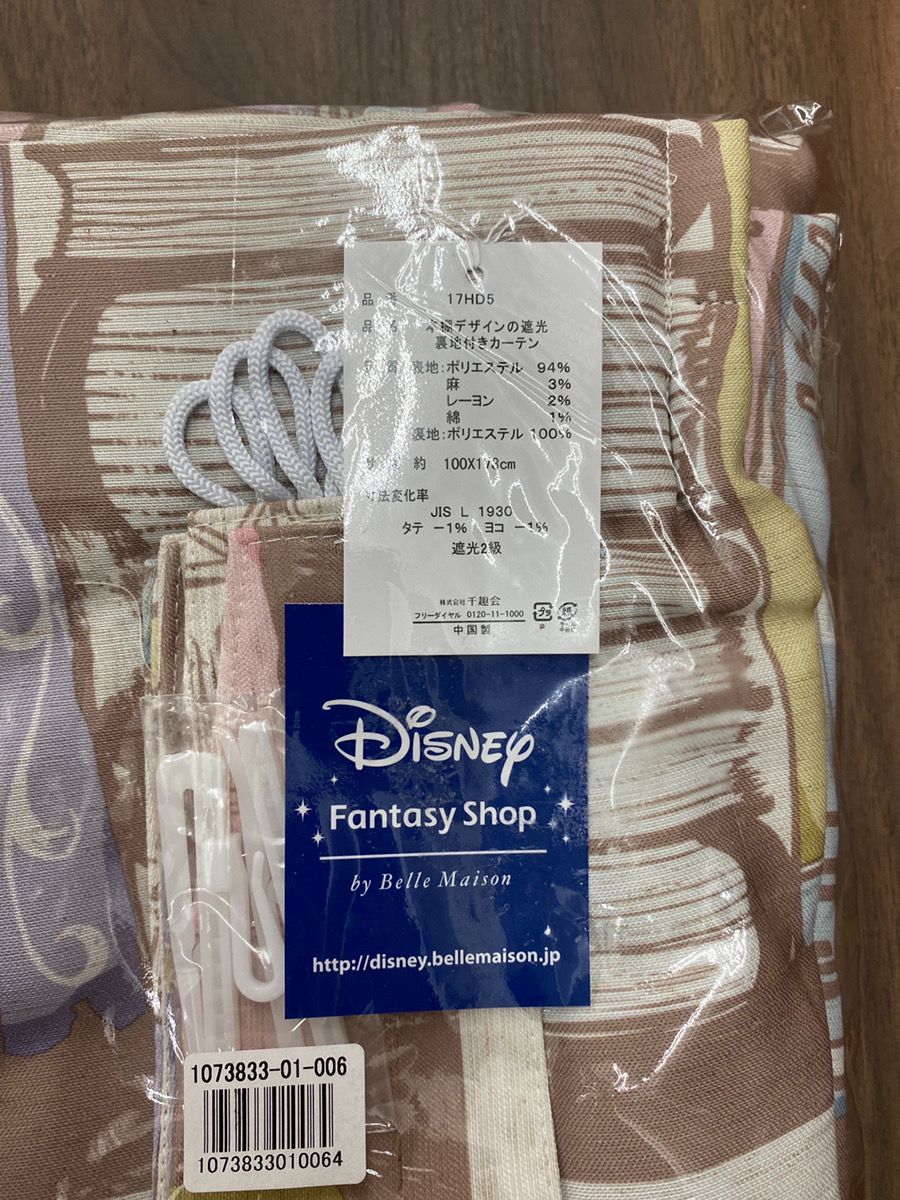 品 番 17HD5
品 名 本棚デザインの遮光
裏地付きカーテン
品 質 表地:ポリエステル 94%
麻 3%
レーヨン 2%
綿 1%
裏地:ポリエステル 100%
約 100X178cm
寸法変化率
JIS L 1930
タテ −1% ヨコ −1%
遮光2級
株式会社 千趣会
フリーダイヤル 0120-11-1000
プラ
中国製
Disney
Fantasy Shop
by Belle Maison
http://disney.bellemaison.jp
1073833-01-006
1073833010064